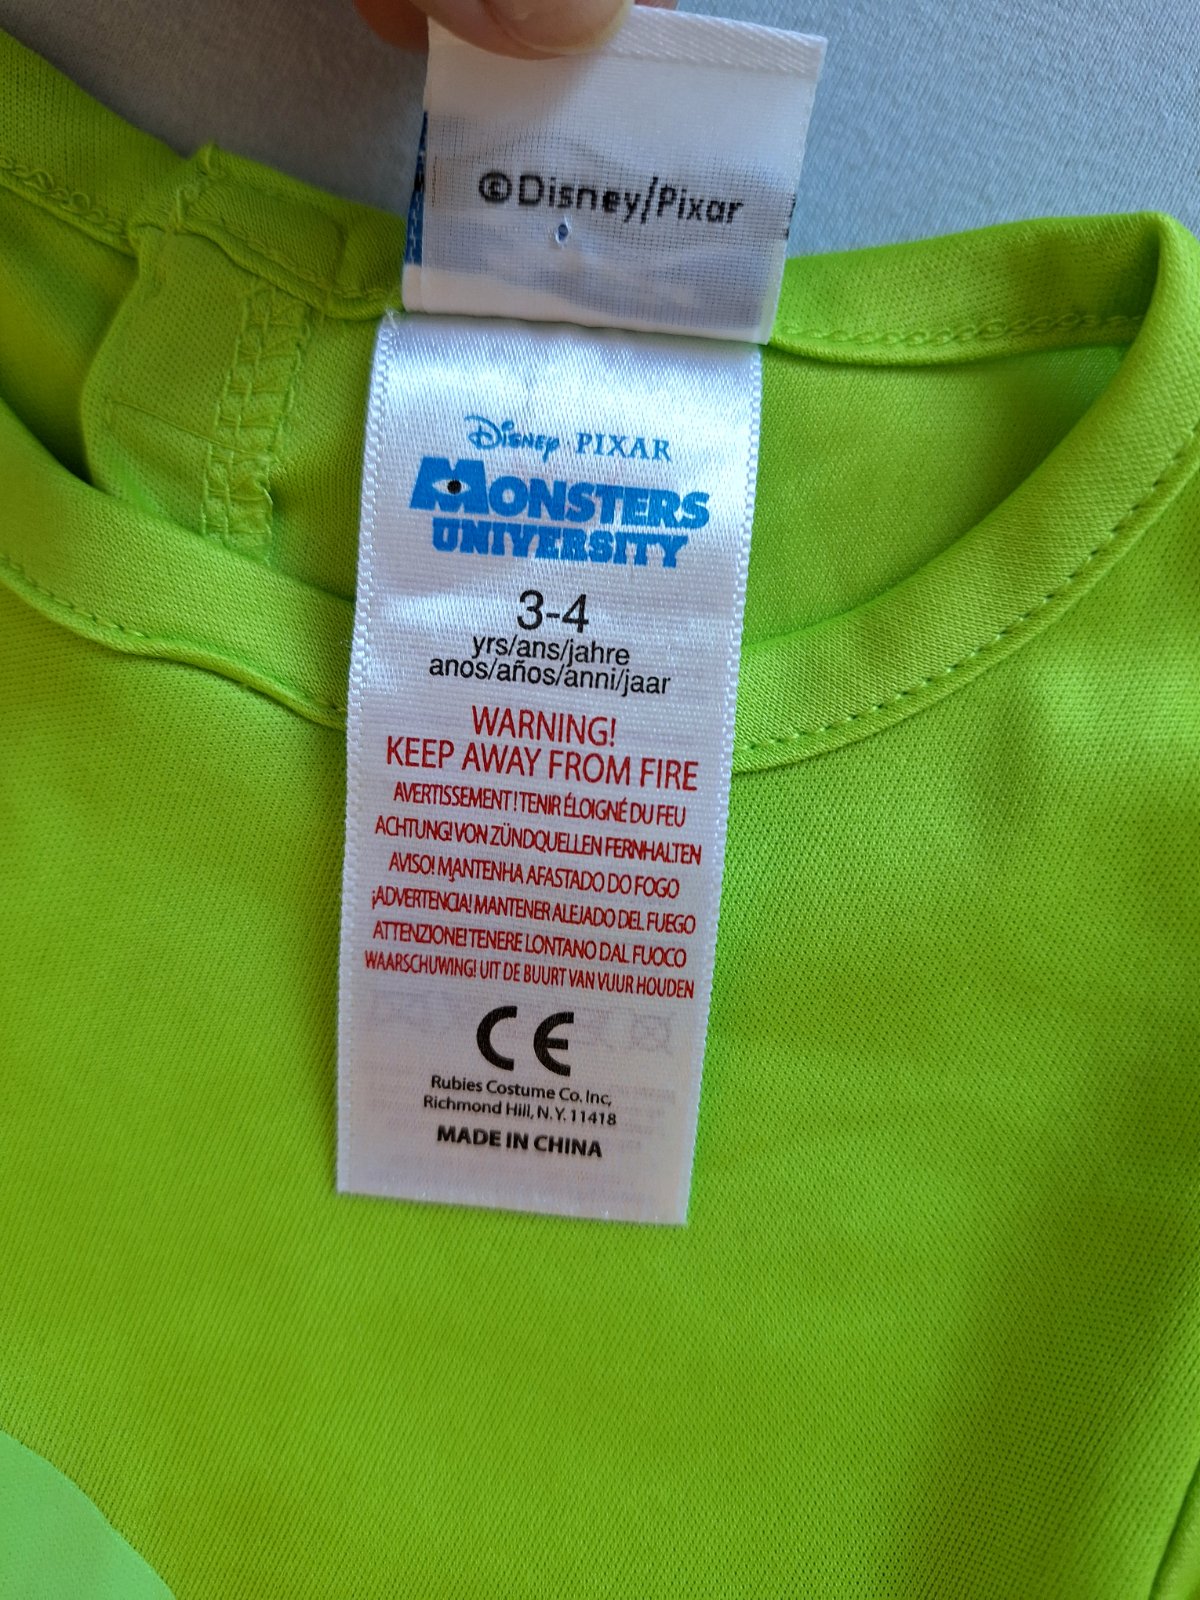 ©Disney/Pixar
Disney · PIXAR
MONSTERS
UNIVERSITY
3-4
yrs/ans/jahre
anos/años/anni/jaar
WARNING!
KEEP AWAY FROM FIRE
AVERTISSEMENT ! TENIR ÉLOIGNÉ DU FEU
ACHTUNG! VON ZÜNDQUELLEN FERNHALTEN
AVISO! MANTENHA AFASTADO DO FOGO
¡ADVERTENCIA! MANTENER ALEJADO DEL FUEGO
ATTENZIONE! TENERE LONTANO DAL FUOCO
WAARSCHUWING! UIT DE BUURT VAN VUUR HOUDEN
CE
Rubies Costume Co. Inc,
Richmond Hill, N.Y. 11418
MADE IN CHINA